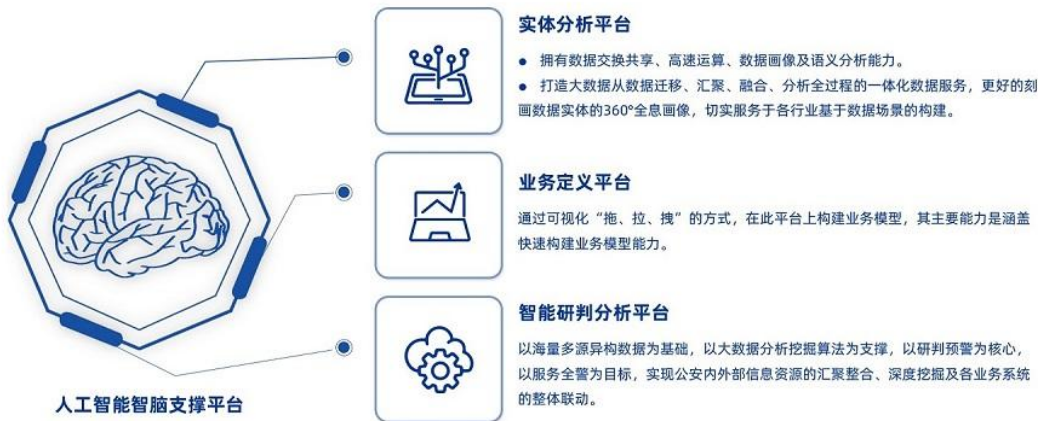 实体分析平台
● 拥有数据交换共享、高速运算、数据画像及语义分析能力。
● 打造大数据从数据迁移、汇聚、融合、分析全过程的一体化数据服务，更好的刻
画数据实体的360°全息画像，切实服务于各行业基于数据场景的构建。
业务定义平台
通过可视化“拖、拉、拽”的方式，在此平台上构建业务模型，其主要能力是涵盖
快速构建业务模型能力。
智能研判分析平台
以海量多源异构数据为基础，以大数据分析挖掘算法为支撑，以研判预警为核心，
以服务全警为目标，实现公安内外部信息资源的汇聚整合、深度挖掘及各业务系统
的整体联动。
人工智能智脑支撑平台